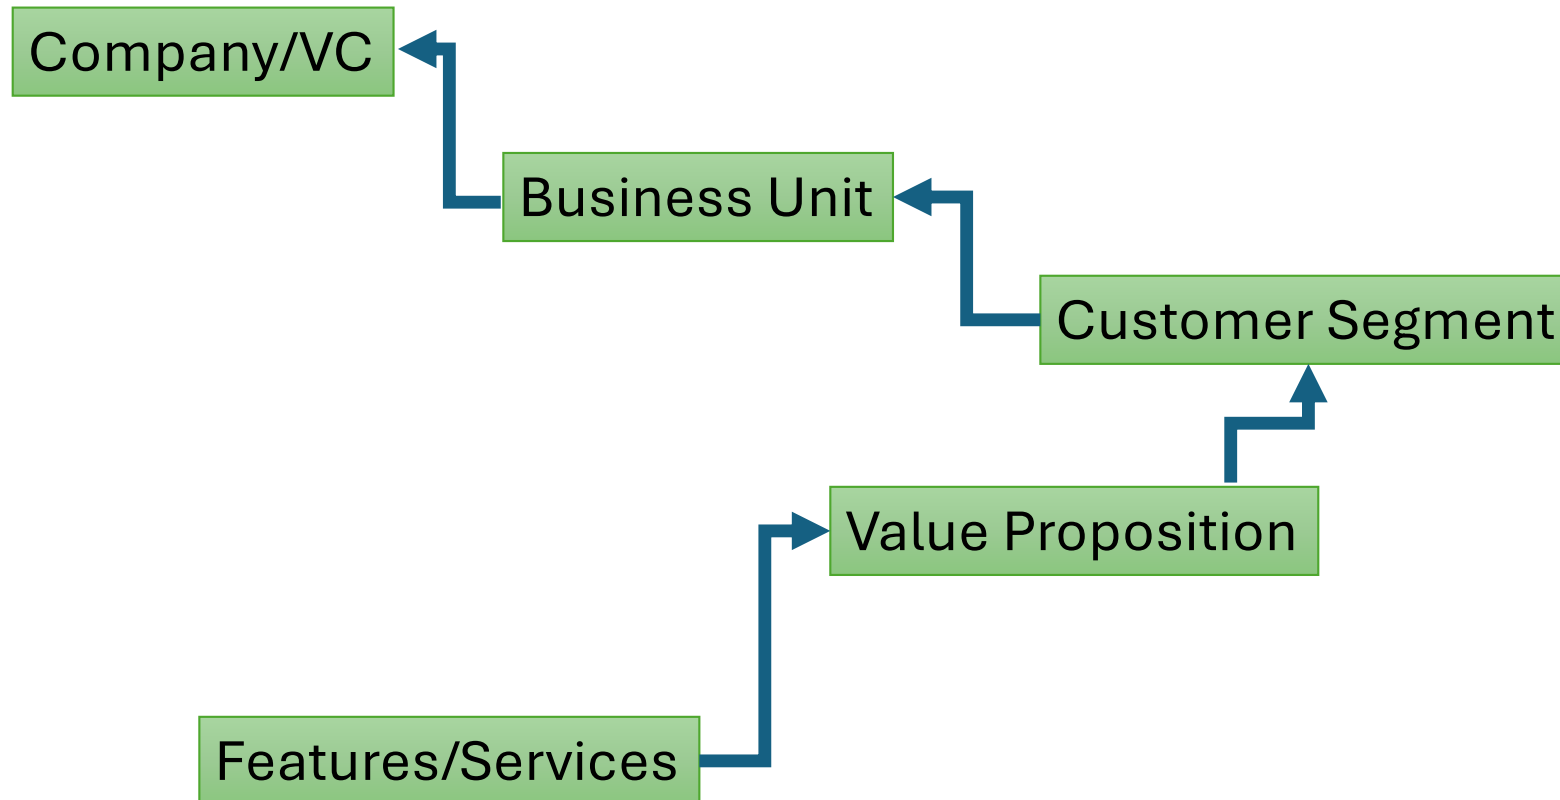 Company/VC
Business Unit
Customer Segment
Value Proposition
Features/Services